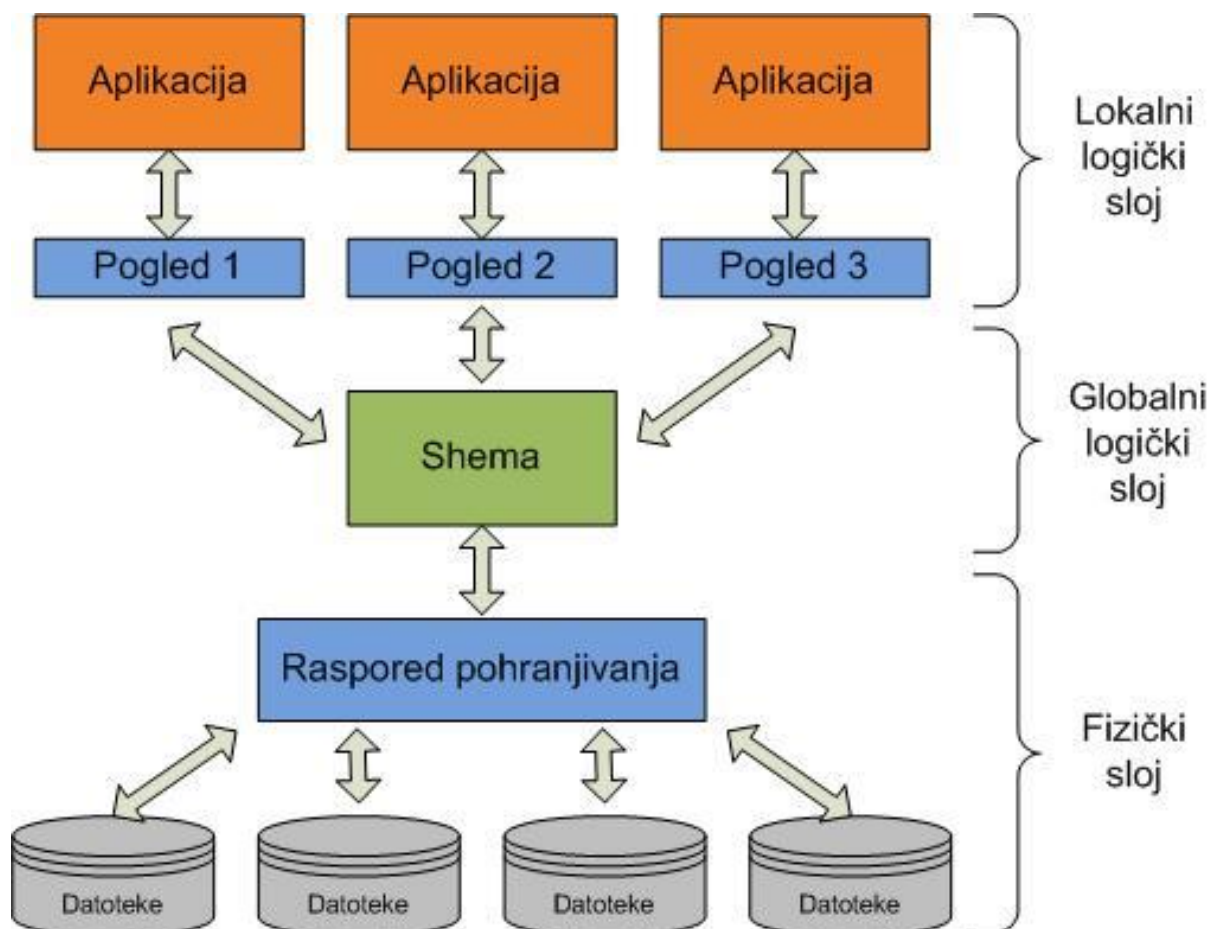 Aplikacija
Aplikacija
Aplikacija
Lokalni
logički
sloj
Pogled 1
Pogled 2
Pogled 3
Shema
Globalni
logički
sloj
Raspored pohranjivanja
Fizički
sloj
Datoteke
Datoteke
Datoteke
Datoteke